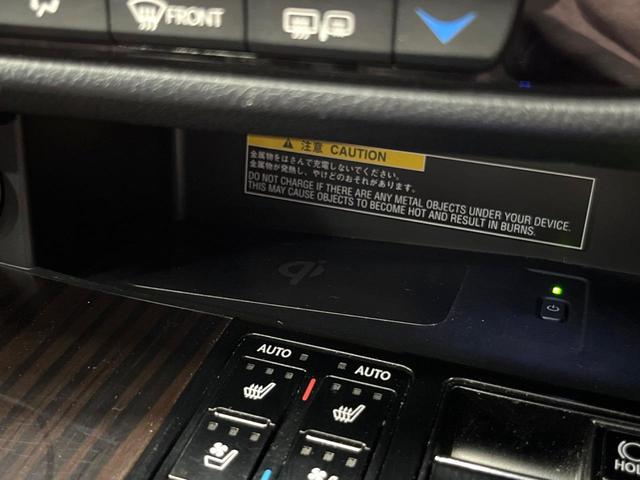 FRONT
注意 CAUTION
金属物をはさんで充電しないでください。
金属物が発熱し、やけどのおそれがあります。
DO NOT CHARGE IF THERE ARE ANY METAL OBJECTS UNDER YOUR DEVICE.
THIS MAY CAUSE OBJECTS TO BECOME HOT AND RESULT IN BURNS.
AUTO
AUTO